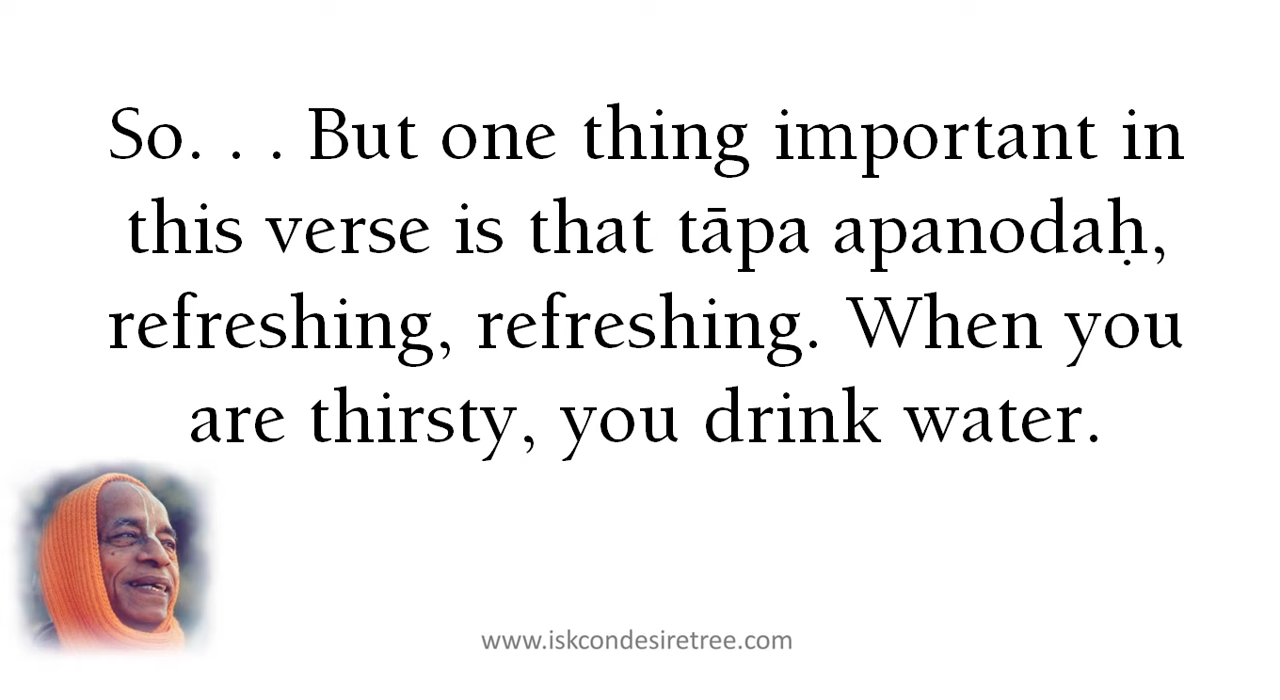 So. . . But one thing important in
this verse is that tāpa apanodaḥ,
refreshing, refreshing. When you
are thirsty, you drink water.
www.iskcondesiretree.com